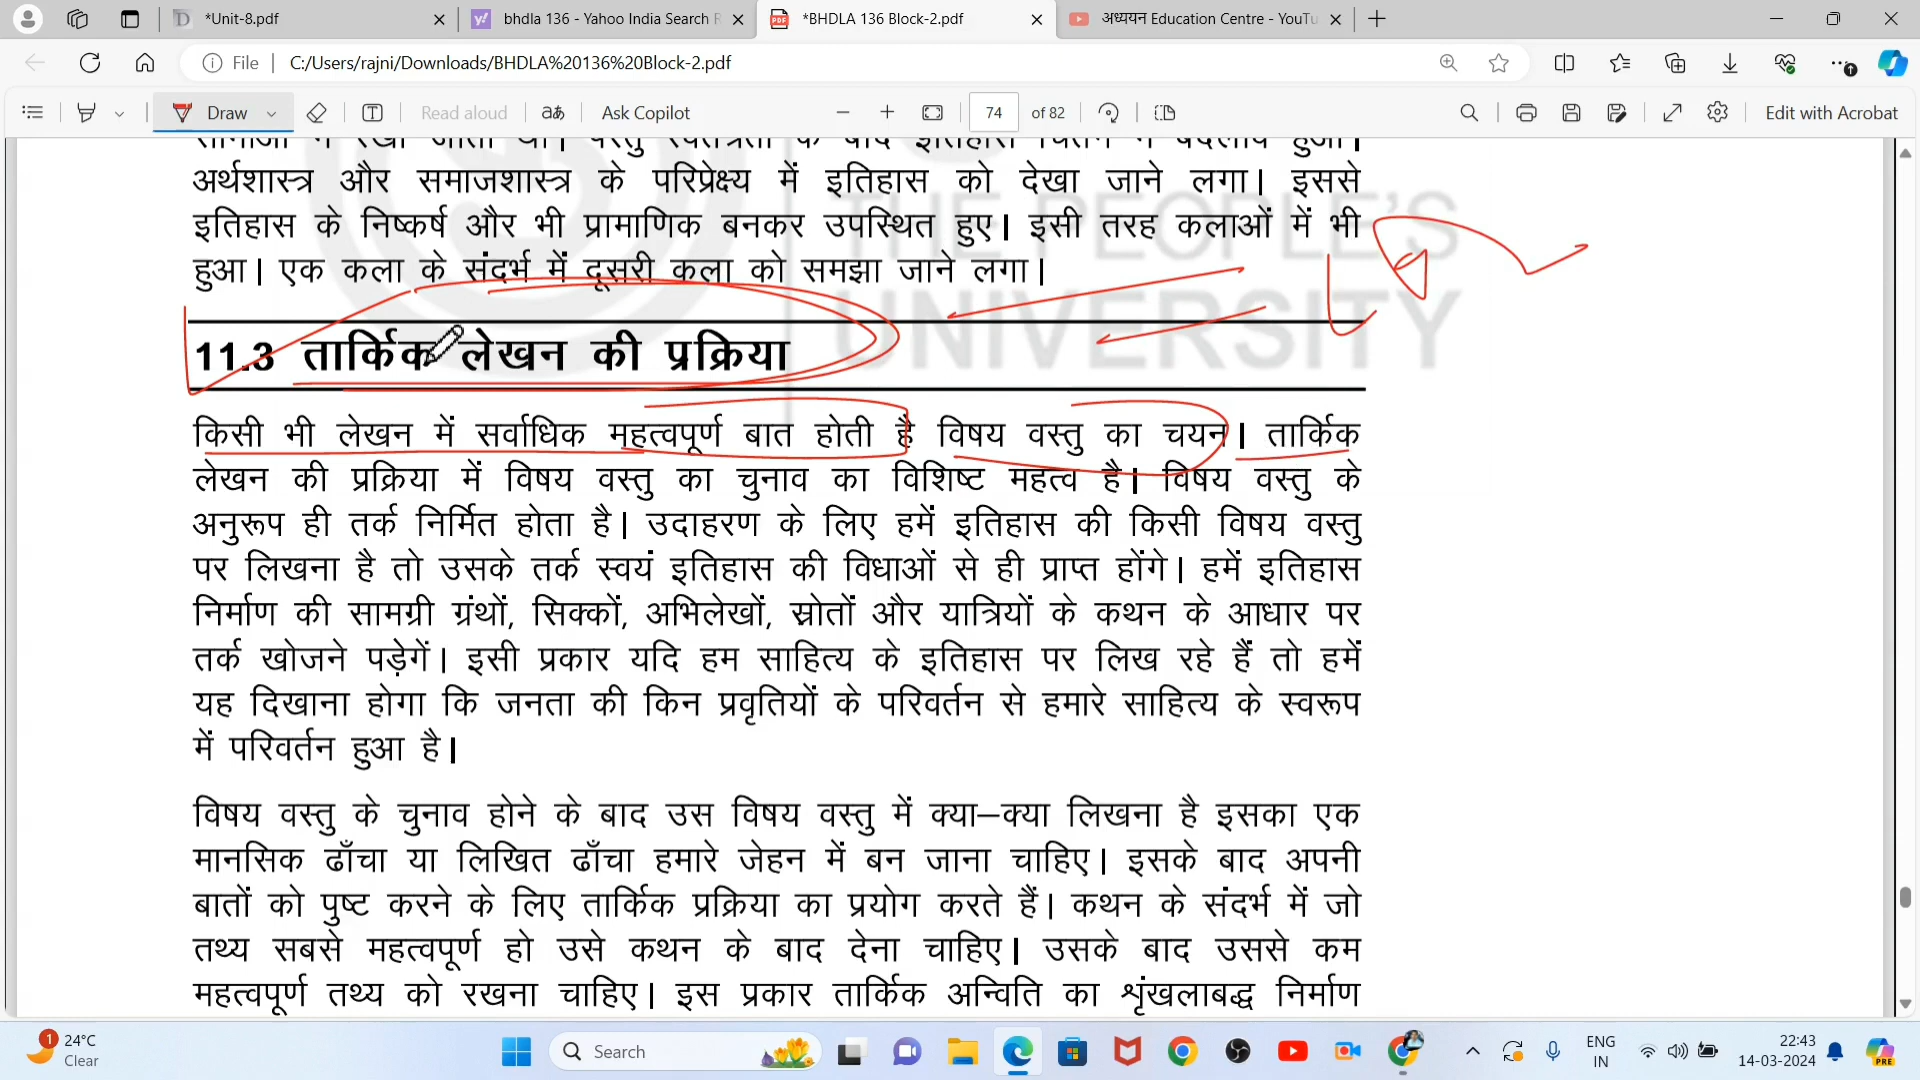 *Unit-8.pdf
bhdla 136 - Yahoo India Search R
*BHDLA 136 Block-2.pdf
अध्ययन Education Centre - YouTu
File
C:/Users/rajni/Downloads/BHDLA%20136%20Block-2.pdf
Draw
Read aloud
Ask Copilot
74 of 82
Edit with Acrobat
अर्थशास्त्र और समाजशास्त्र के परिप्रेक्ष्य में इतिहास को देखा जाने लगा। इससे
इतिहास के निष्कर्ष और भी प्रामाणिक बनकर उपस्थित हुए। इसी तरह कलाओं में भी
हुआ। एक कला के संदर्भ में दूसरी कला को समझा जाने लगा।
THE PEOPLE'S
UNIVERSITY
11.3 तार्किक लेखन की प्रक्रिया
किसी भी लेखन में सर्वाधिक महत्वपूर्ण बात होती है विषय वस्तु का चयन। तार्किक
लेखन की प्रक्रिया में विषय वस्तु का चुनाव का विशिष्ट महत्व है। विषय वस्तु के
अनुरूप ही तर्क निर्मित होता है। उदाहरण के लिए हमें इतिहास की किसी विषय वस्तु
पर लिखना है तो उसके तर्क स्वयं इतिहास की विधाओं से ही प्राप्त होंगे। हमें इतिहास
निर्माण की सामग्री ग्रंथों, सिक्कों, अभिलेखों, स्रोतों और यात्रियों के कथन के आधार पर
तर्क खोजने पड़ेगें। इसी प्रकार यदि हम साहित्य के इतिहास पर लिख रहे हैं तो हमें
यह दिखाना होगा कि जनता की किन प्रवृतियों के परिवर्तन से हमारे साहित्य के स्वरूप
में परिवर्तन हुआ है।
विषय वस्तु के चुनाव होने के बाद उस विषय वस्तु में क्या–क्या लिखना है इसका एक
मानसिक ढाँचा या लिखित ढाँचा हमारे जेहन में बन जाना चाहिए। इसके बाद अपनी
बातों को पुष्ट करने के लिए तार्किक प्रक्रिया का प्रयोग करते हैं। कथन के संदर्भ में जो
तथ्य सबसे महत्वपूर्ण हो उसे कथन के बाद देना चाहिए। उसके बाद उससे कम
महत्वपूर्ण तथ्य को रखना चाहिए। इस प्रकार तार्किक अन्विति का शृंखलाबद्ध निर्माण
1
24°C
Clear
Search
ENG
IN
22:43
14-03-2024
PRE